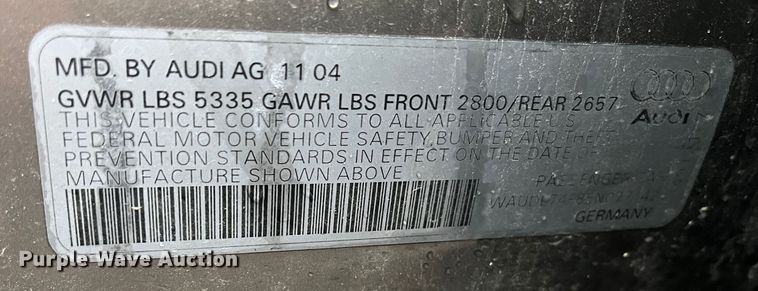 MFD. BY AUDI AG 11 04
GVWR LBS 5335 GAWR LBS FRONT 2800/REAR 2657
THIS VEHICLE CONFORMS TO ALL APPLICABLE U.S.
FEDERAL MOTOR VEHICLE SAFETY, BUMPER AND THEFT
PREVENTION STANDARDS IN EFFECT ON THE DATE OF
MANUFACTURE SHOWN ABOVE
Audi
PASSENGER
GERMANY
Purple Wave Auction